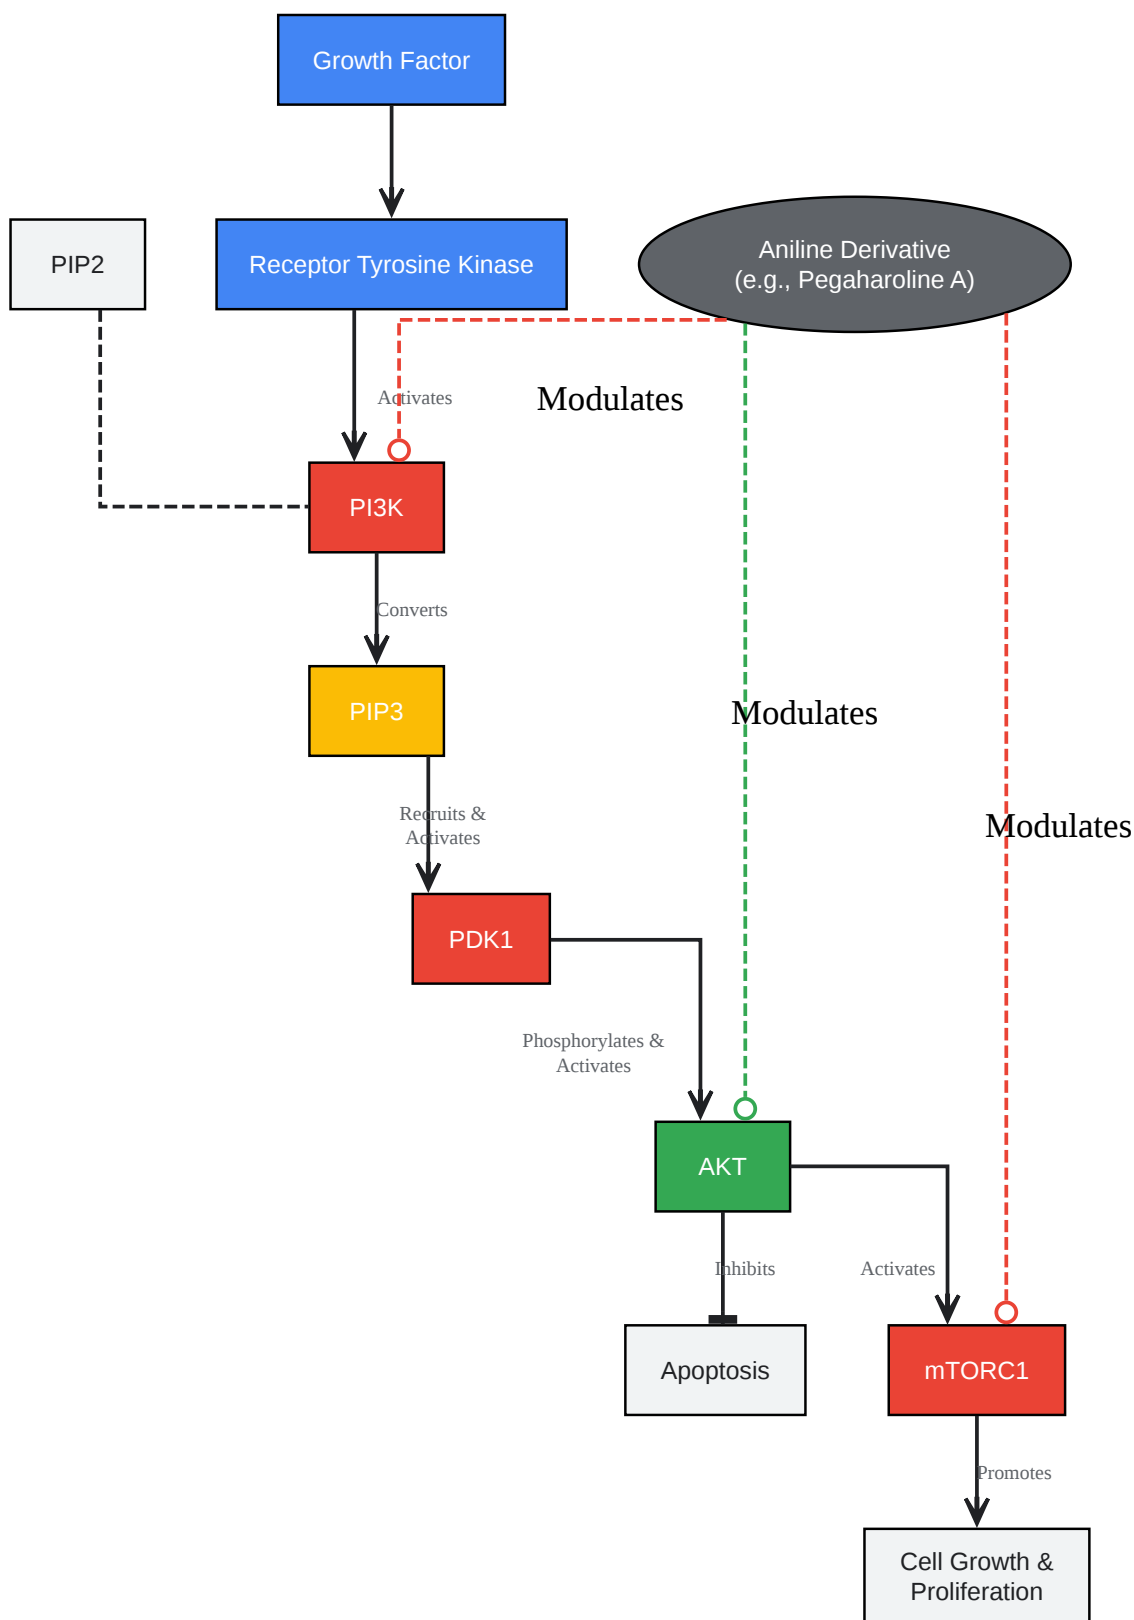 Growth Factor
PIP2
Receptor Tyrosine Kinase
Aniline Derivative
(e.g., Pegaharoline A)
Activates
Modulates
PI3K
Converts
PIP3
Modulates
Recruits &
Activates
Modulates
PDK1
Phosphorylates &
Activates
AKT
Inhibits
Activates
Apoptosis
mTORC1
Promotes
Cell Growth &
Proliferation